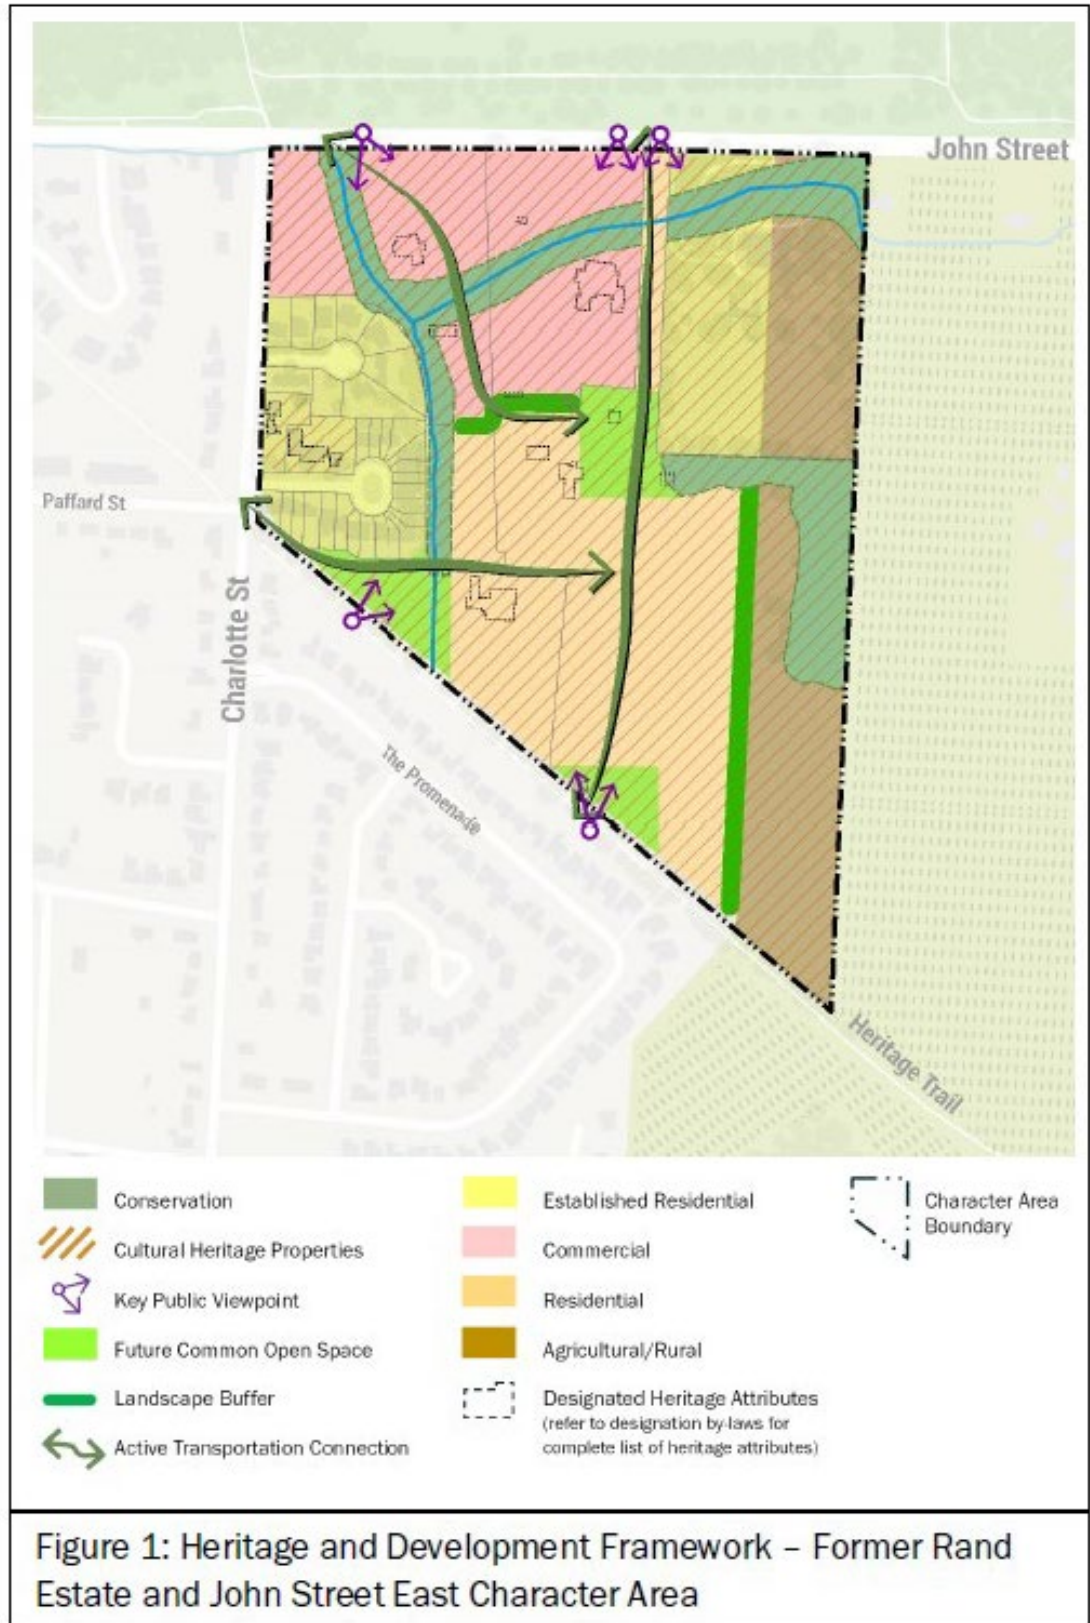 John Street
Paffard St
Charlotte St
The Promenade
Heritage Trail
Conservation
Cultural Heritage Properties
Key Public Viewpoint
Future Common Open Space
Landscape Buffer
Active Transportation Connection
Established Residential
Commercial
Residential
Agricultural/Rural
Designated Heritage Attributes
(refer to designation by-laws for
complete list of heritage attributes)
Character Area
Boundary
Figure 1: Heritage and Development Framework – Former Rand
Estate and John Street East Character Area